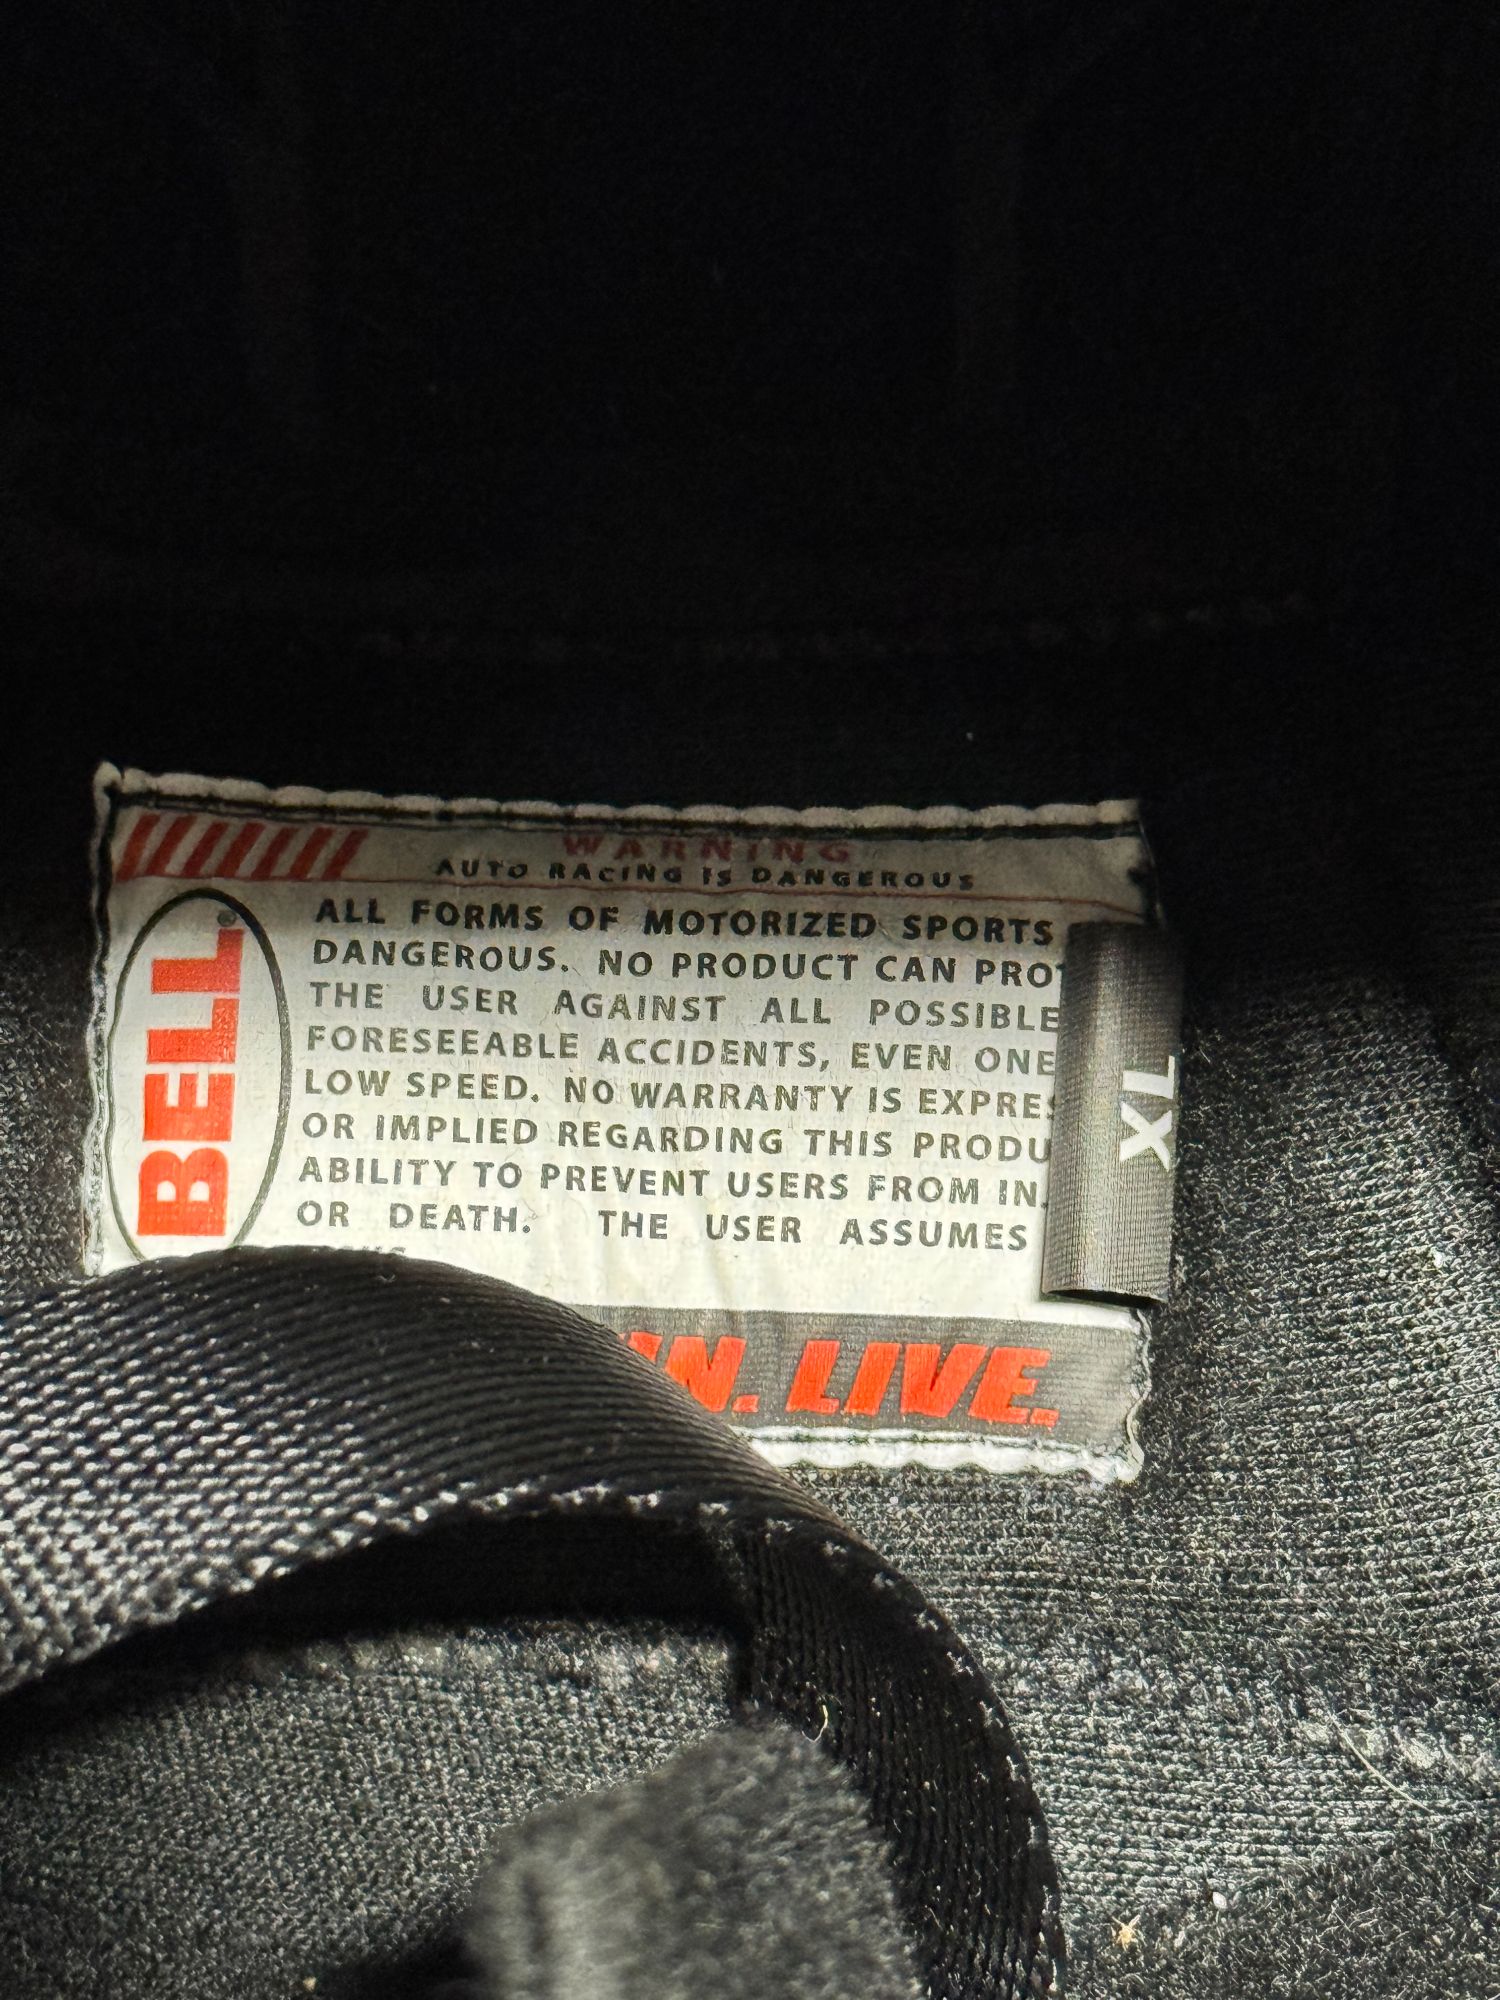 WARNING
AUTO RACING IS DANGEROUS
BELL®
ALL FORMS OF MOTORIZED SPORTS
DANGEROUS. NO PRODUCT CAN
THE USER AGAINST ALL POSSIBLE
FORESEEABLE ACCIDENTS, EVEN ONE
LOW SPEED. NO WARRANTY IS
OR IMPLIED REGARDING THIS
ABILITY TO PREVENT USERS FROM
OR DEATH. THE USER ASSUMES
LIVE.
XL